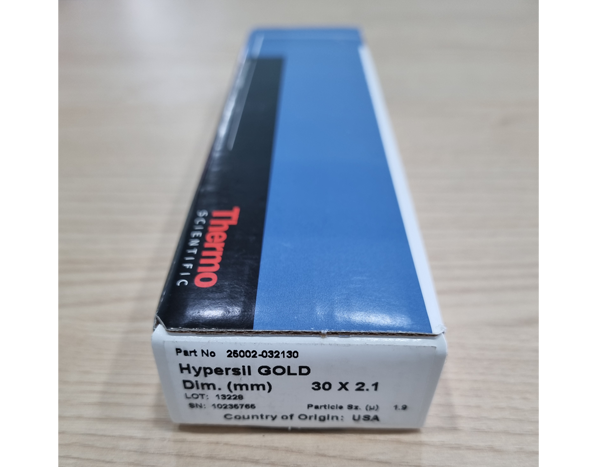 Thermo
SCIENTIFIC
Part No 25002-032130
Hypersil GOLD
Dim. (mm) 30 X 2.1
LOT: 13228
SN: 10235765 Particle Sz. (u) 1.9
Country of Origin: USA